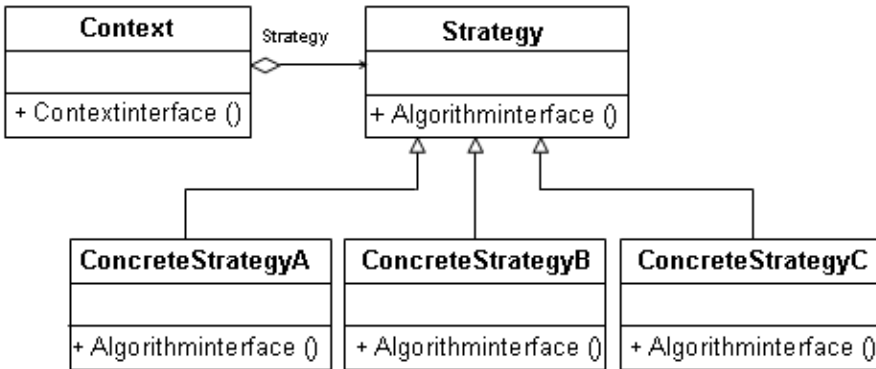 Context
Strategy
Strategy
+ Contextinterface ()
+ Algorithminterface ()
ConcreteStrategyA
ConcreteStrategyB
ConcreteStrategyC
+ Algorithminterface ()
+ Algorithminterface ()
+ Algorithminterface ()